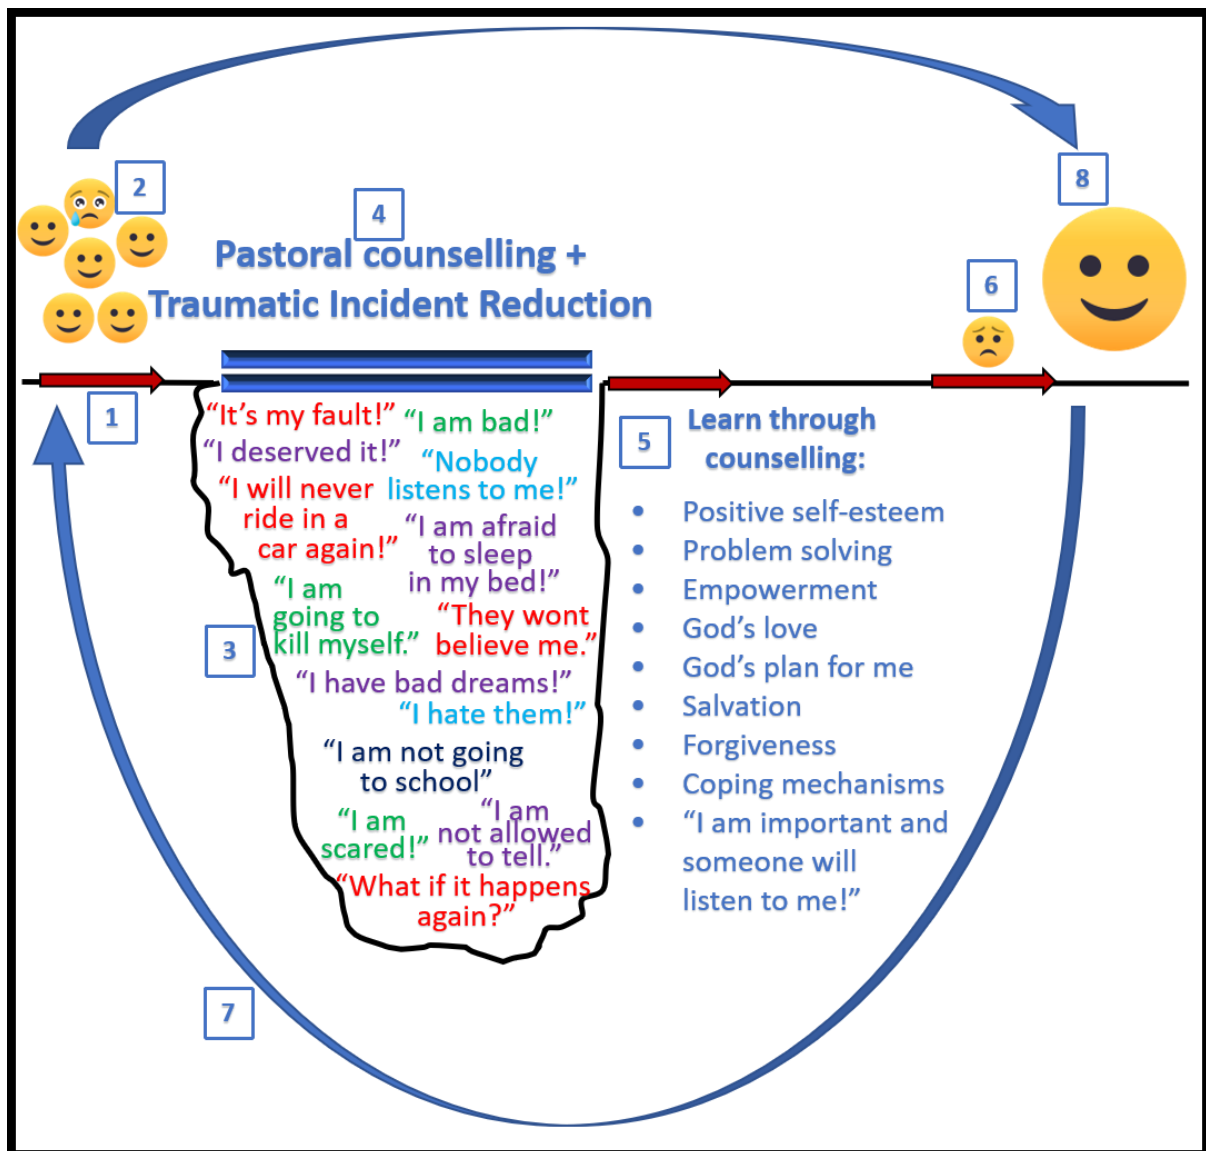 2
8
4
Pastoral counselling +
Traumatic Incident Reduction
6
1
“It’s my fault!”
“I am bad!”
“I deserved it!”
“Nobody
listens to me!”
“I will never
ride in a
car again!”
“I am afraid
to sleep
in my bed!”
“I am
going to
kill myself.”
“They wont
believe me.”
3
“I have bad dreams!”
“I hate them!”
“I am not going
to school”
“I am
scared!”
“I am
not allowed
to tell.”
“What if it happens
again?”
5
Learn through
counselling:
• Positive self-esteem
• Problem solving
• Empowerment
• God’s love
• God’s plan for me
• Salvation
• Forgiveness
• Coping mechanisms
• “I am important and
someone will
listen to me!”
7